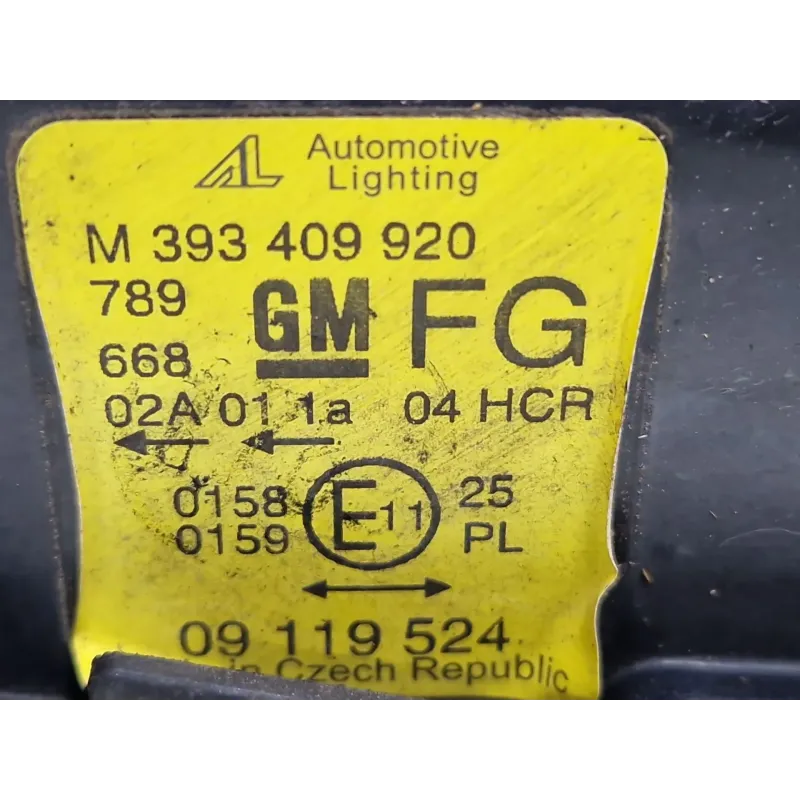 AL Automotive
Lighting
M 393 409 920
789 GM FG
668
02A 01 1a 04 HCR
0158 E11 25
0159 PL
09 119 524
in Czech Republic